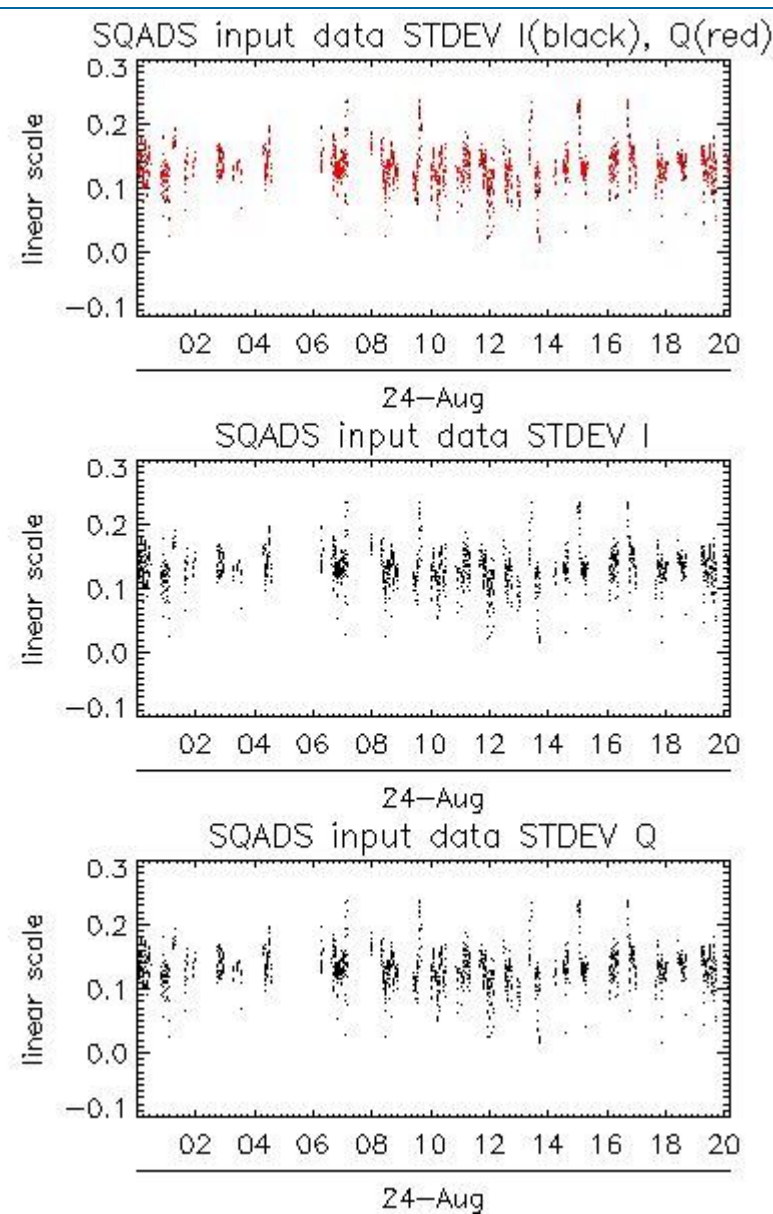 SQADS input data STDEV I(black), Q(red)
0.3
0.2
0.1
0.0
-0.1
linear scale
02 04 06 08 10 12 14 16 18 20
24-Aug
SQADS input data STDEV I
0.3
0.2
0.1
0.0
-0.1
linear scale
02 04 06 08 10 12 14 16 18 20
24-Aug
SQADS input data STDEV Q
0.3
0.2
0.1
0.0
-0.1
linear scale
02 04 06 08 10 12 14 16 18 20
24-Aug